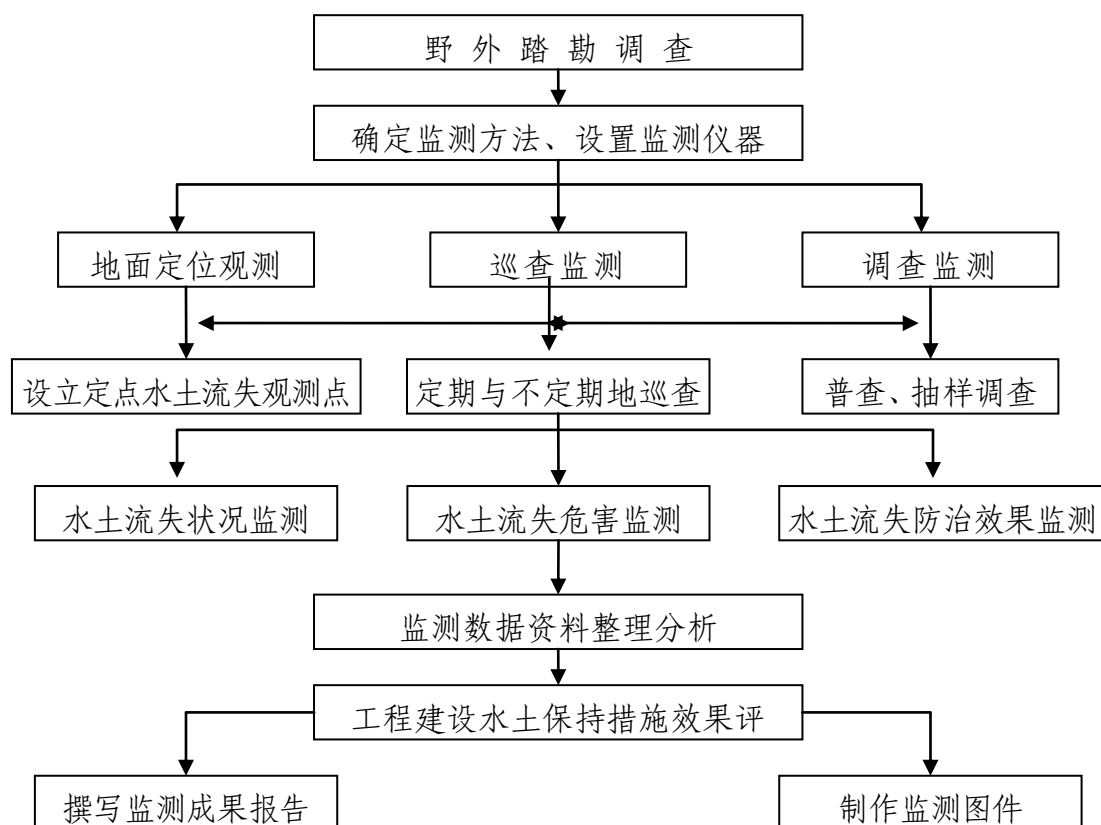 野外踏勘调查
确定监测方法、设置监测仪器
地面定位观测
巡查监测
调查监测
设立定点水土流失观测点
定期与不定期地巡查
普查、抽样调查
水土流失状况监测
水土流失危害监测
水土流失防治效果监测
监测数据资料整理分析
工程建设水土保持措施效果评
撰写监测成果报告
制作监测图件